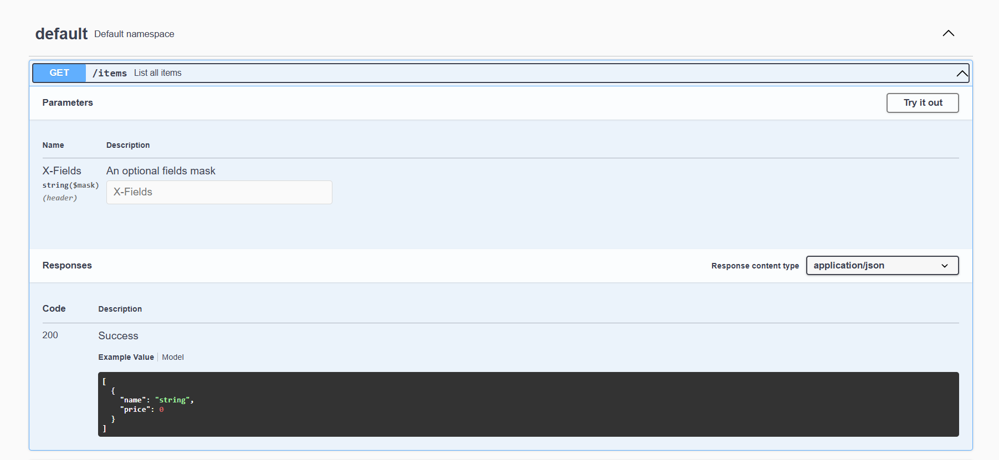 default Default namespace
GET /items List all items
Parameters Try it out
Name Description
X-Fields An optional fields mask
string($mask) X-Fields
(header)
Responses Response content type application/json
Code Description
200 Success
Example Value Model
[
  {
    "name": "string",
    "price": 0
  }
]